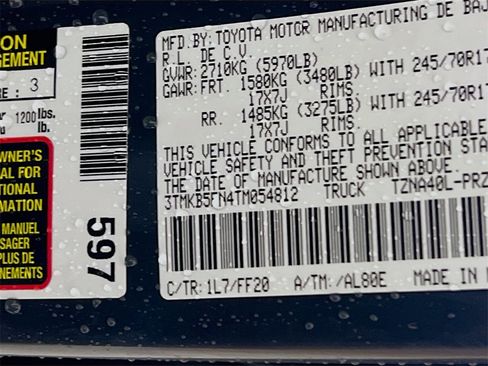 ON
GEMENT
RE : 3
1200 lbs.
lb.
WNER'S
AL FOR
TIONAL
MATION
MANUEL
SAGER
PLUS DE
NEMENTS
597
MFD. BY: TOYOTA MOTOR MANUFACTURING DE BAJ
R.L. DE C.V.
GVWR: 2710KG (5970LB)
GAWR: FRT. 1580KG (3480LB) WITH 245/70R17
17X7J RIMS.
RR. 1485KG (3275LB) WITH 245/70R17
17X7J RIMS.
THIS VEHICLE CONFORMS TO ALL APPLICABLE
VEHICLE SAFETY AND THEFT PREVENTION STA
THE DATE OF MANUFACTURE SHOWN ABOVE.
3TMKB5FN4TM054812 TRUCK TZNA40L-PRZ
C/TR: 1L7/FF20 A/TM: /AL80E MADE IN